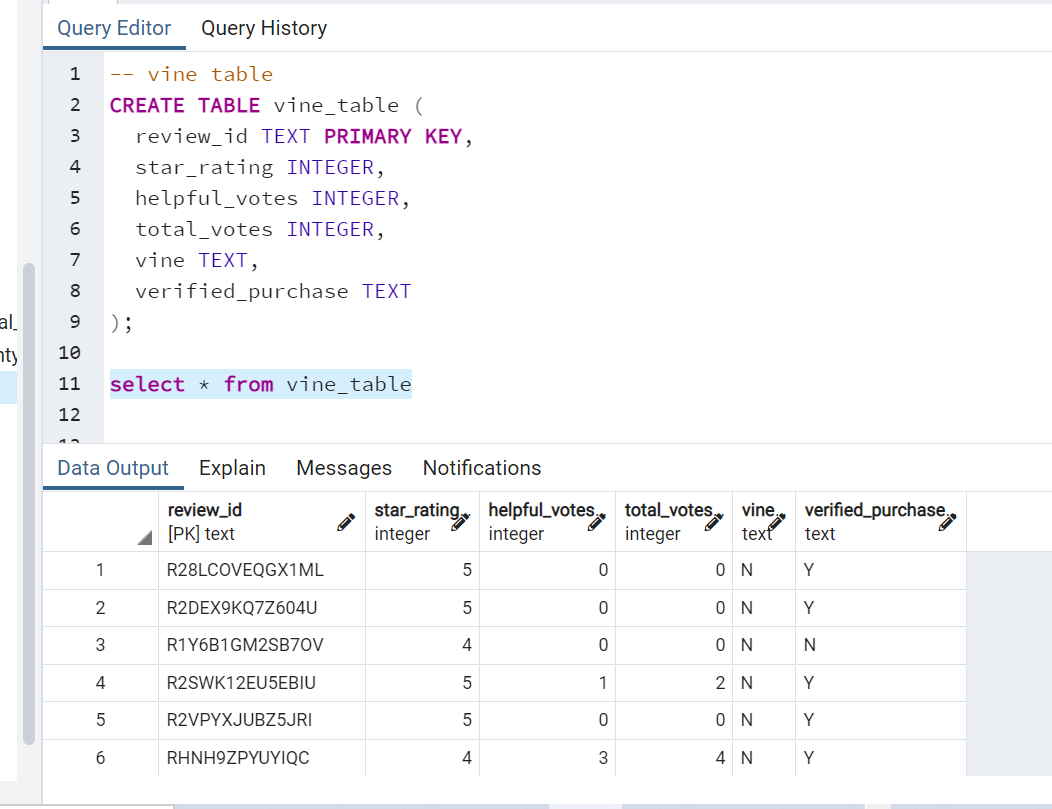 Query Editor Query History
1 -- vine table
2 CREATE TABLE vine_table (
3 review_id TEXT PRIMARY KEY,
4 star_rating INTEGER,
5 helpful_votes INTEGER,
6 total_votes INTEGER,
7 vine TEXT,
8 verified_purchase TEXT
9 );
10
11 select * from vine_table
12
Data Output Explain Messages Notifications
review_id star_rating helpful_votes total_votes vine verified_purchase
[PK] text integer integer integer text text
1 R28LCOVEQGX1ML 5 0 0 N Y
2 R2DEX9KQ7Z604U 5 0 0 N Y
3 R1Y6B1GM2SB7OV 4 0 0 N N
4 R2SWK12EU5EBIU 5 1 2 N Y
5 R2VPYXJUBZ5JRI 5 0 0 N Y
6 RHNH9ZPYUYIQC 4 3 4 N Y